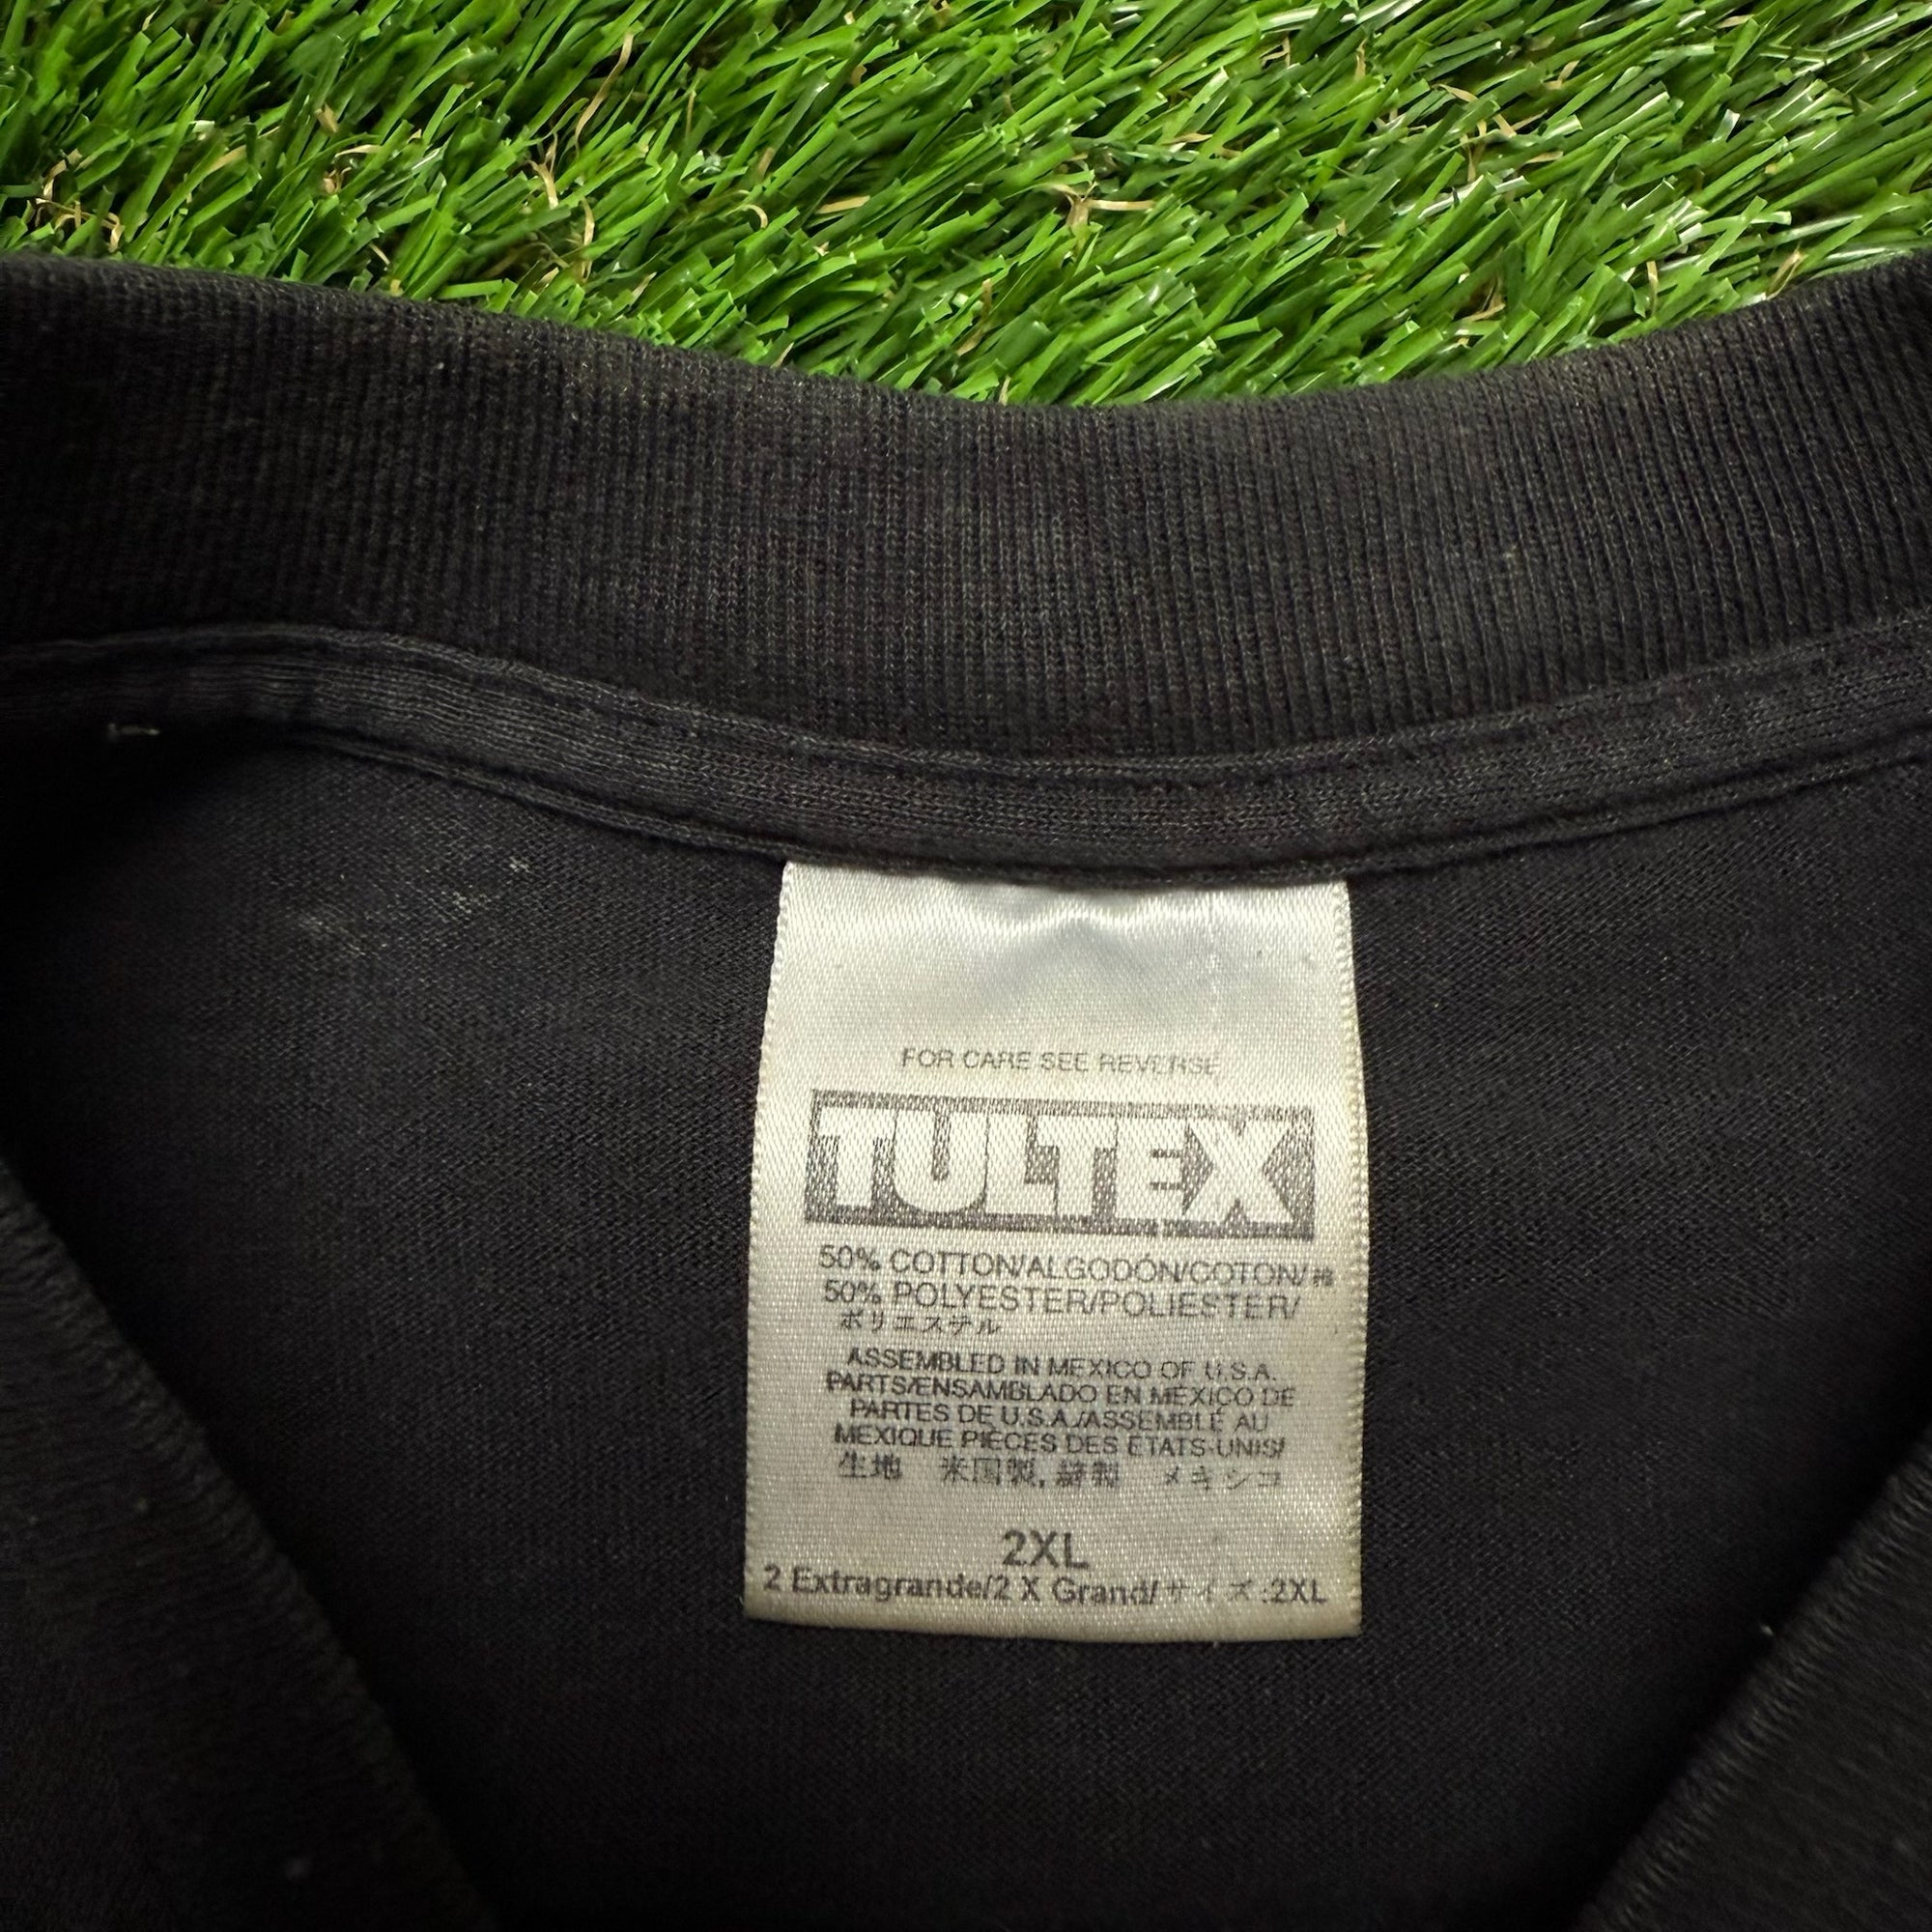 FOR CARE SEE REVERSE
TULTEX
50% COTTON/ALGODÓN/COTON/綿
50% POLYESTER/POLIESTER/
ポリエステル
ASSEMBLED IN MEXICO OF U.S.A.
PARTS/ENSAMBLADO EN MEXICO DE
PARTES DE U.S.A./ASSEMBLÉ AU
MEXIQUE PIÈCES DES ÉTATS-UNIS/
生地 米国製, 縫製 メキシコ
2XL
2 Extragrande/2 X Grand/サイズ:2XL